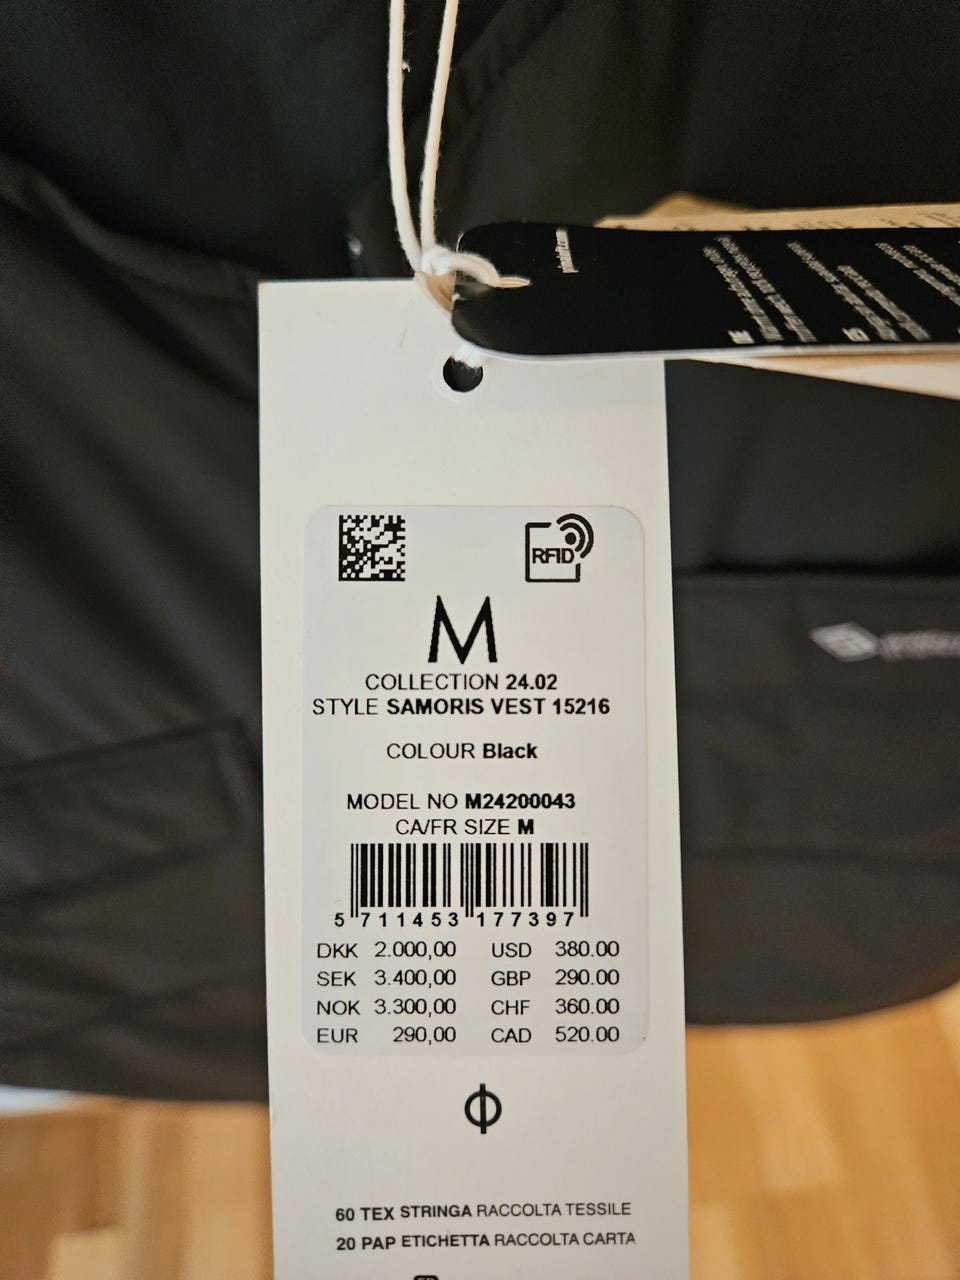 RFID
M
COLLECTION 24.02
STYLE SAMORIS VEST 15216
COLOUR Black
MODEL NO M24200043
CA/FR SIZE M
5 711453 177397
DKK 2.000,00 USD 380.00
SEK 3.400,00 GBP 290.00
NOK 3.300,00 CHF 360.00
EUR 290,00 CAD 520.00
60 TEX STRINGA RACCOLTA TESSILE
20 PAP ETICHETTA RACCOLTA CARTA